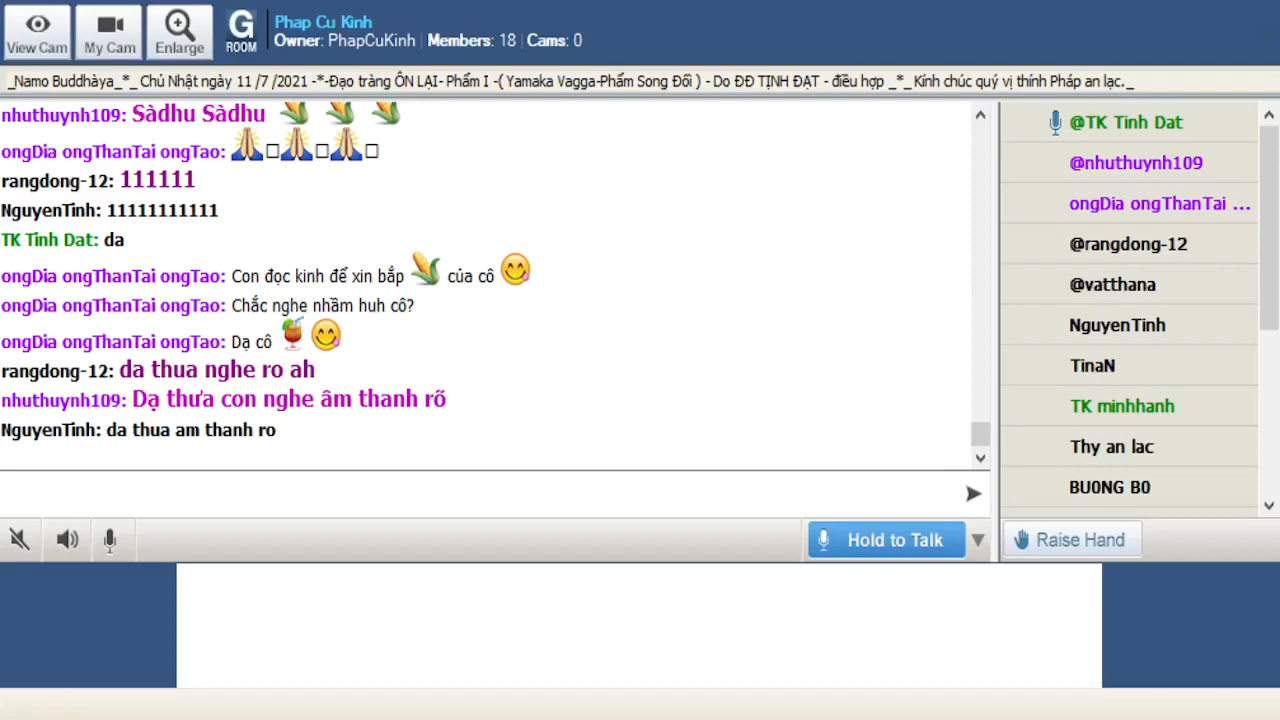 View Cam
My Cam
Enlarge
G
ROOM
Phap Cu Kinh
Owner: PhapCuKinh | Members: 18 | Cams: 0
_Namo Buddhàya_*_ Chủ Nhật ngày 11 /7 /2021 -*-Đạo tràng ÔN LẠI- Phẩm I -( Yamaka Vagga-Phẩm Song Đối ) - Do ĐĐ TỊNH ĐẠT - điều hợp _*_ Kính chúc quý vị thính Pháp an lạc._
nhuthuynh109: Sàdhu Sàdhu
ongDia ongThanTai ongTao:
rangdong-12: 111111
NguyenTinh: 11111111111
TK Tinh Dat: da
ongDia ongThanTai ongTao: Con đọc kinh để xin bắp của cô
ongDia ongThanTai ongTao: Chắc nghe nhầm huh cô?
ongDia ongThanTai ongTao: Dạ cô
rangdong-12: da thua nghe ro ah
nhuthuynh109: Dạ thưa con nghe âm thanh rõ
NguyenTinh: da thua am thanh ro
@TK Tinh Dat
@nhuthuynh109
ongDia ongThanTai ...
@rangdong-12
@vatthana
NguyenTinh
TinaN
TK minhhanh
Thy an lac
BU0NG B0
Hold to Talk
Raise Hand